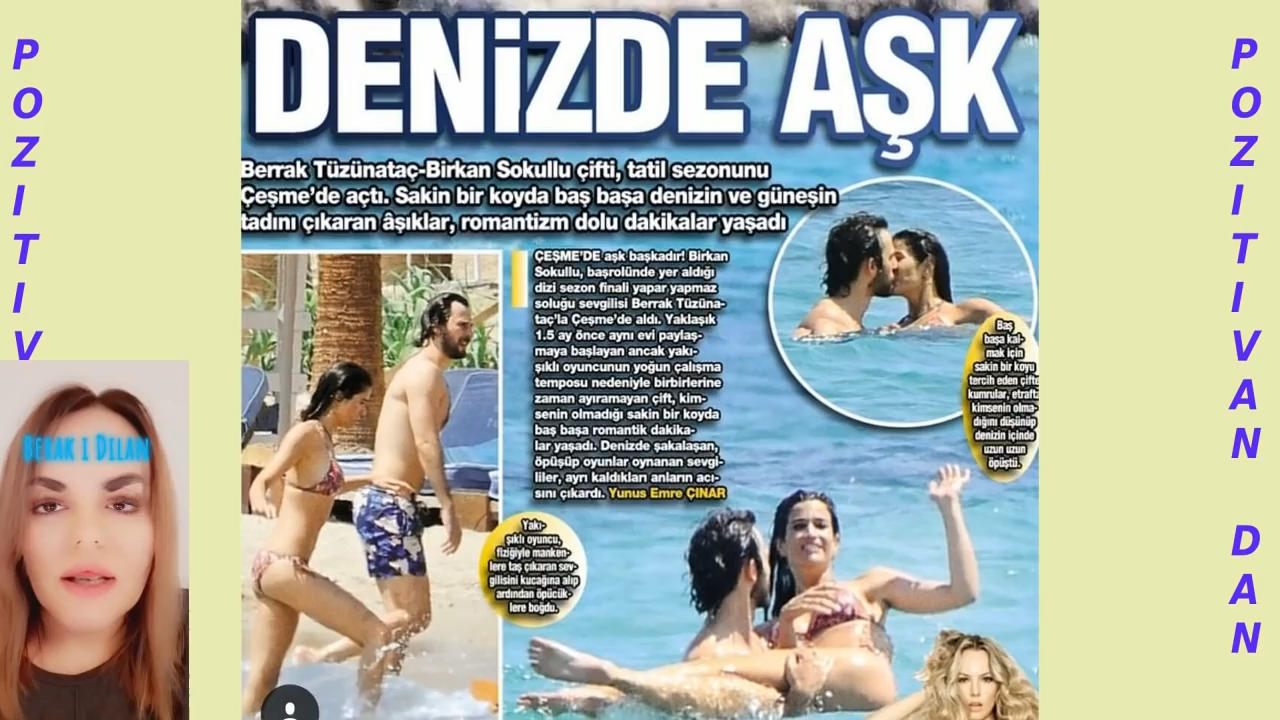 POZITIV
DENİZDE AŞK
Berrak Tüzünataç-Birkan Sokullu çifti, tatil sezonunu
Çeşme'de açtı. Sakin bir koyda baş başa denizin ve güneşin
tadını çıkaran âşıklar, romantizm dolu dakikalar yaşadı
ÇEŞME'DE aşk başkadır! Birkan
Sokullu, başrolünde yer aldığı
dizi sezon finali yapar yapmaz
soluğu sevgilisi Berrak Tüzüna-
taç'la Çeşme'de aldı. Yaklaşık
1.5 ay önce aynı evi paylaş-
maya başlayan ancak yakı-
şıklı oyuncunun yoğun çalışma
temposu nedeniyle birbirlerine
zaman ayıramayan çift, kim-
senin olmadığı sakin bir koyda
baş başa romantik dakika-
lar yaşadı. Denizde şakalaşan,
öpüşüp oyunlar oynanan sevgi-
liler, ayrı kaldıkları anların acı-
sını çıkardı. Yunus Emre ÇINAR
Baş
başa kal-
mak için
sakin bir koyu
tercih eden çifte
kumrular, etrafta
kimsenin olma-
dığını düşünüp
denizin içinde
uzun uzun
öpüştü.
Yakı-
şıklı oyuncu,
fiziğiyle manken-
lere taş çıkaran sev-
gilisini kucağına alıp
ardından öpücük-
lere boğdu.
BERAK I DILAN
POZITIVAN DAN